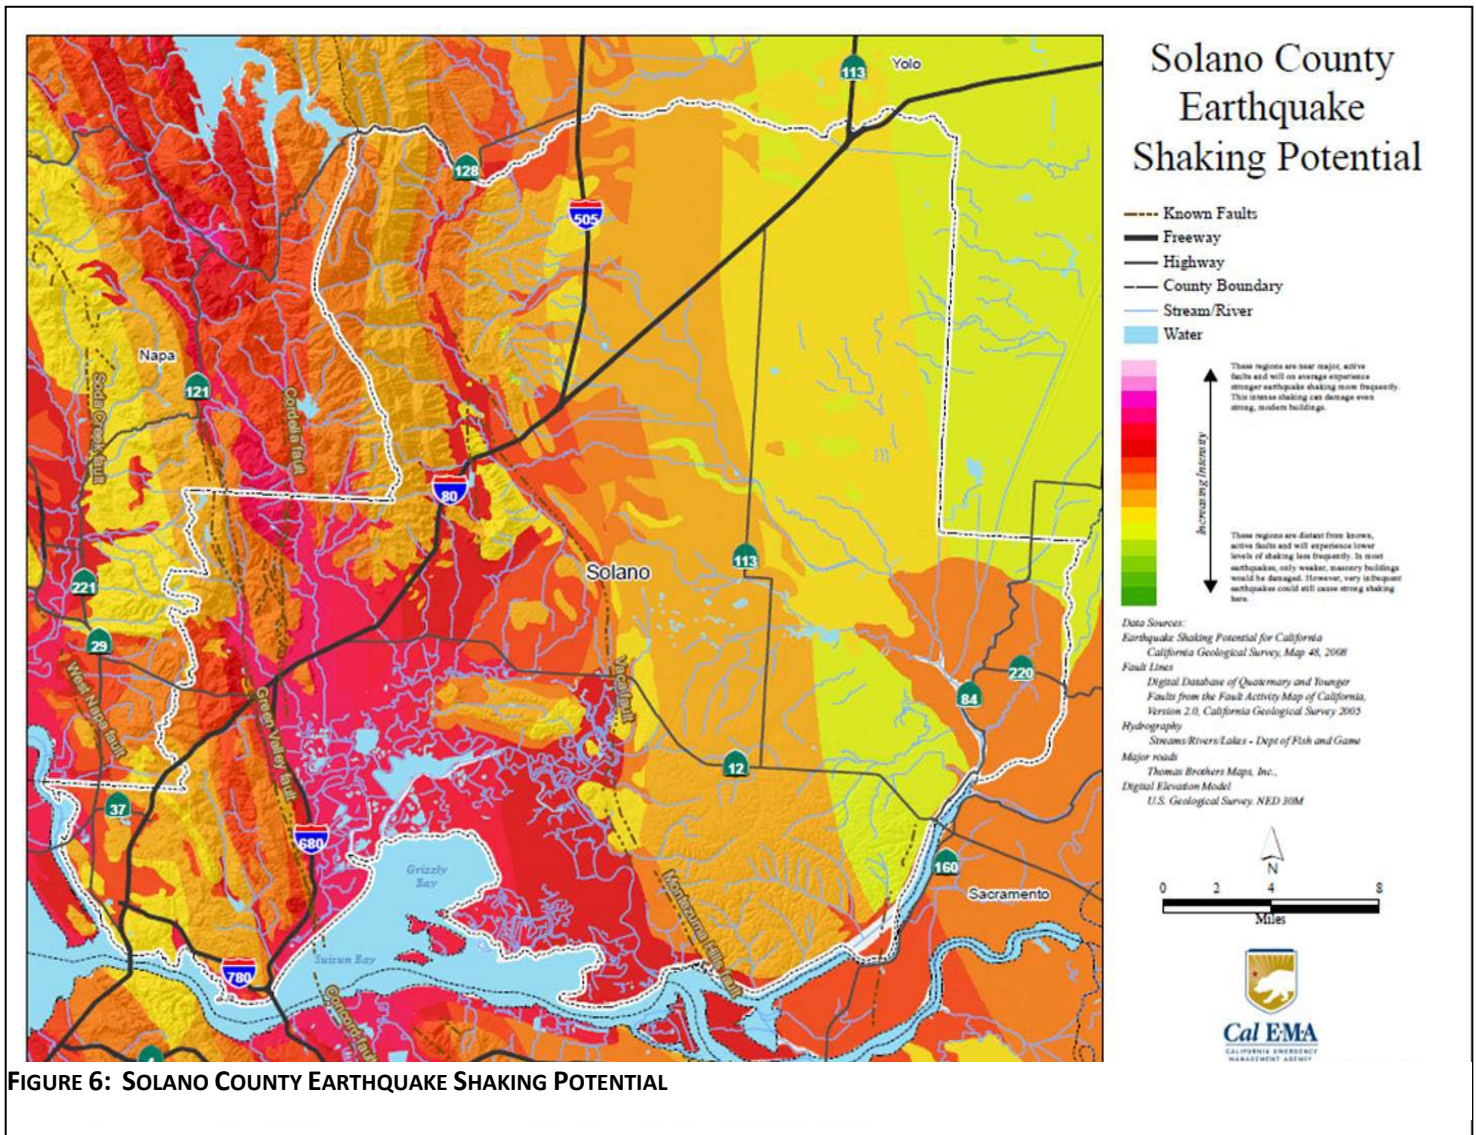 Solano County
Earthquake
Shaking Potential
Known Faults
Freeway
Highway
County Boundary
Stream/River
Water
These regions are near major, active
faults and will on average experience
stronger earthquake shaking more frequently.
This intense shaking can damage even
strong, modern buildings.
Increasing Intensity
These regions are distant from known,
active faults and will experience lower
levels of shaking less frequently. In most
earthquakes, only weaker, masonry buildings
would be damaged. However, very infrequent
earthquakes could still cause strong shaking
here.
Data Sources:
Earthquake Shaking Potential for California
California Geological Survey, Map 48, 2008
Fault Lines
Digital Database of Quaternary and Younger
Faults from the Fault Activity Map of California,
Version 2.0, California Geological Survey 2005
Hydrography
Streams/Rivers/Lakes - Dept of Fish and Game
Major roads
Thomas Brothers Maps, Inc.,
Digital Elevation Model
U.S. Geological Survey. NED 30M
N
0 2 4 8
Miles
Cal EMA
CALIFORNIA EMERGENCY
MANAGEMENT AGENCY
Yolo
113
128
505
Napa
121
Soda Creek fault
Cordelia fault
80
Solano
113
221
29
West Napa fault
Green Valley fault
Vaca fault
220
84
12
37
680
Grizzly
Bay
160
Sacramento
Montezuma Hills fault
Suisun Bay
780
Concord fault
4
FIGURE 6: SOLANO COUNTY EARTHQUAKE SHAKING POTENTIAL